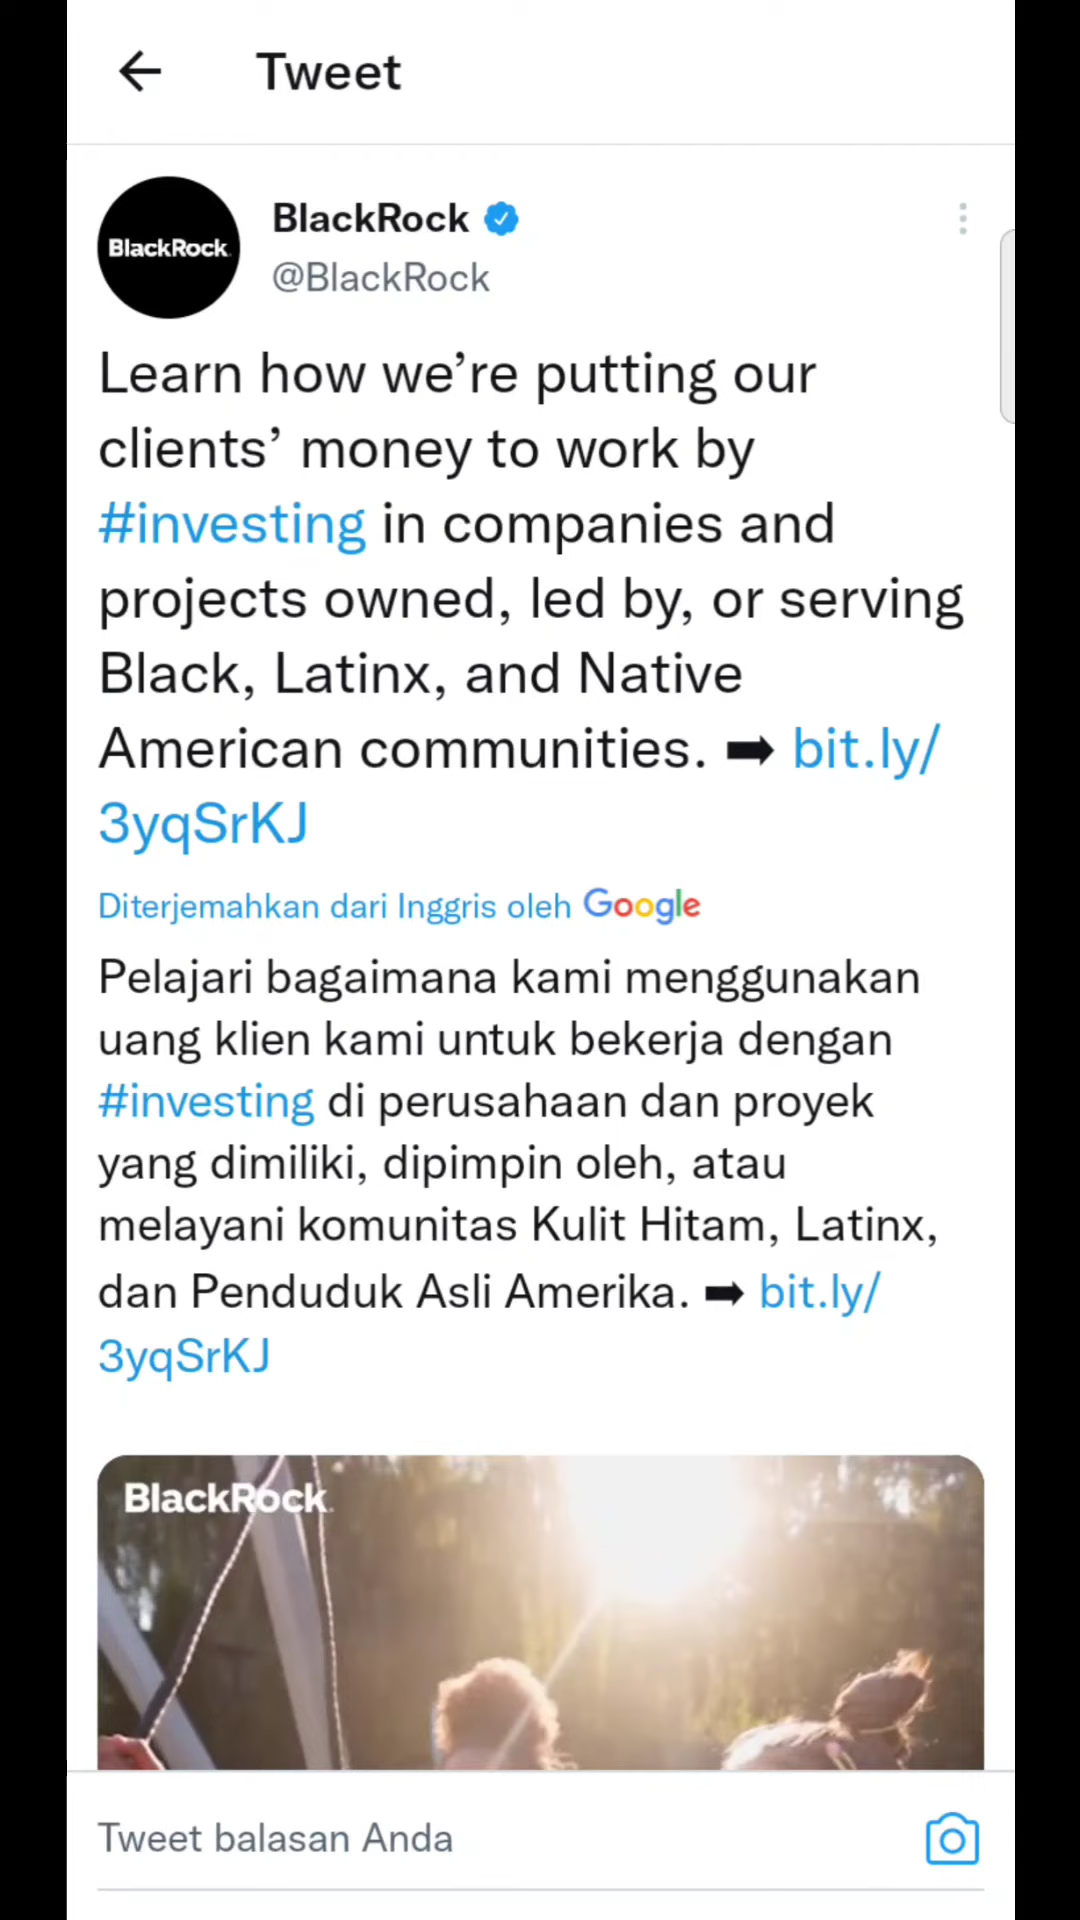 Tweet
BlackRock
BlackRock
@BlackRock
Learn how we’re putting our
clients’ money to work by
#investing in companies and
projects owned, led by, or serving
Black, Latinx, and Native
American communities. ➡ bit.ly/
3yqSrKJ
Diterjemahkan dari Inggris oleh Google
Pelajari bagaimana kami menggunakan
uang klien kami untuk bekerja dengan
#investing di perusahaan dan proyek
yang dimiliki, dipimpin oleh, atau
melayani komunitas Kulit Hitam, Latinx,
dan Penduduk Asli Amerika. ➡ bit.ly/
3yqSrKJ
BlackRock.
Tweet balasan Anda